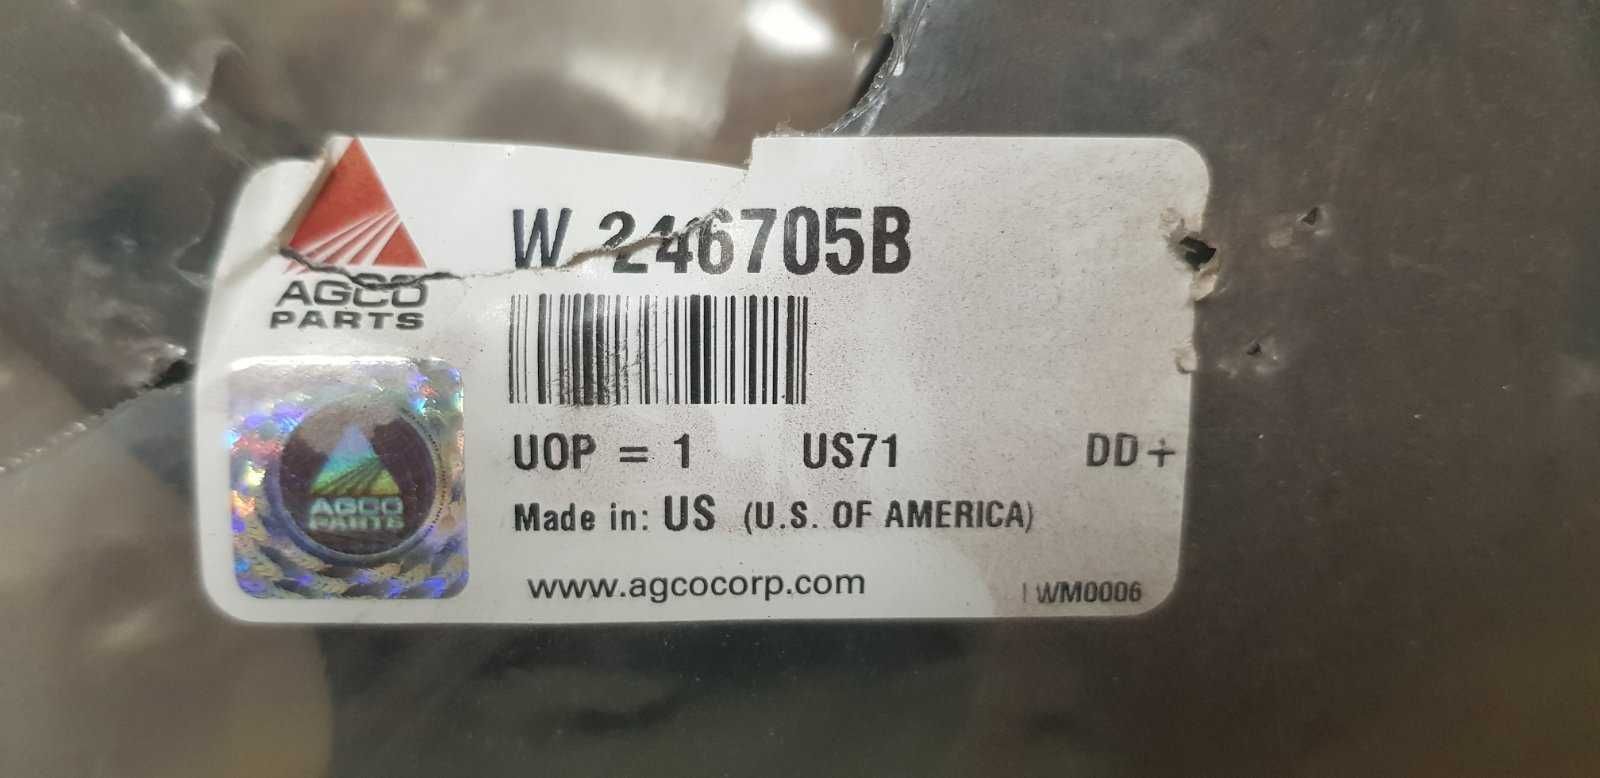 W 246705B
AGCO
PARTS
UOP = 1 US71 DD+
Made in: US (U.S. OF AMERICA)
AGCO
PARTS
www.agcocorp.com
WM0006